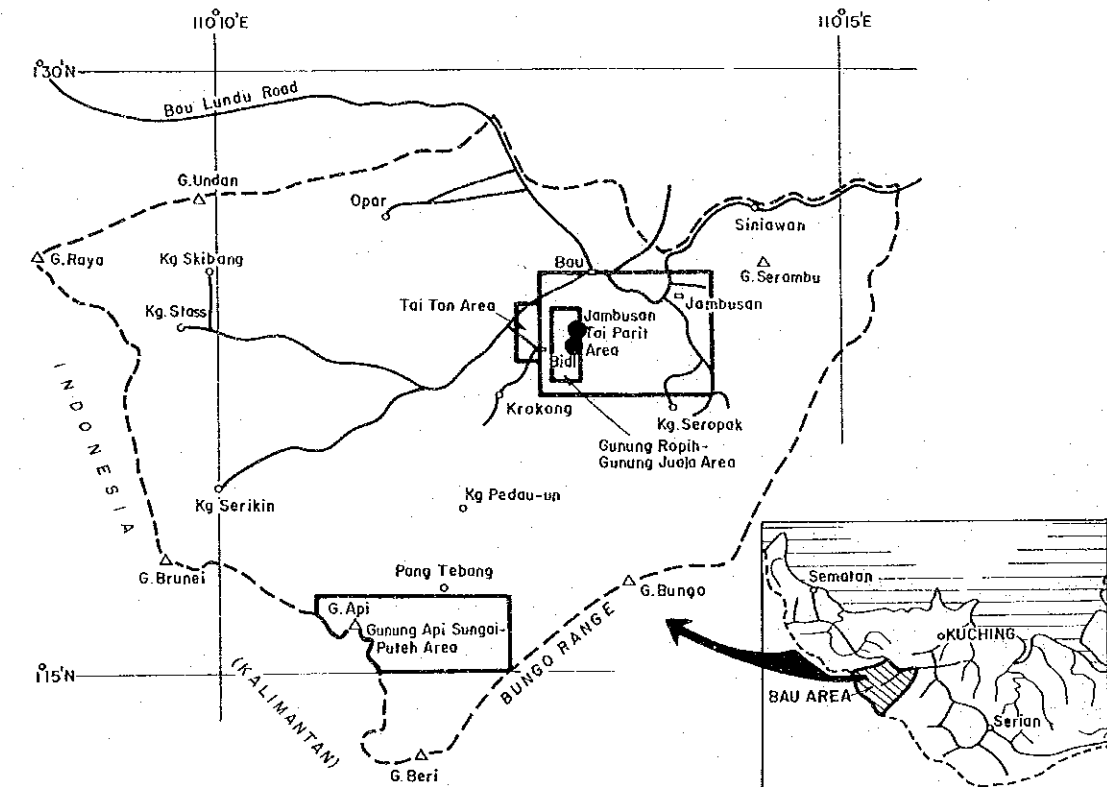 110°10'E
110°15'E
1°30'N
Bau Lundu Road
G.Undan
Opar
Siniawan
G.Raya
Kg Skibang
Bau
G.Serambu
Jambusan
Kg.Stass
Tai Ton Area
Jambusan
Tai Parit
Area
Bidi
INDONESIA
Krokong
Kg.Seropak
Gunung Ropih-
Gunung Juala Area
Kg Serikin
Kg Pedau-un
G.Brunei
Pang Tebang
G.Bungo
Sematan
G.Api
Gunung Api Sungai-
Puteh Area
KUCHING
1°15'N
(KALIMANTAN)
BUNGO RANGE
BAU AREA
Serian
G.Beri